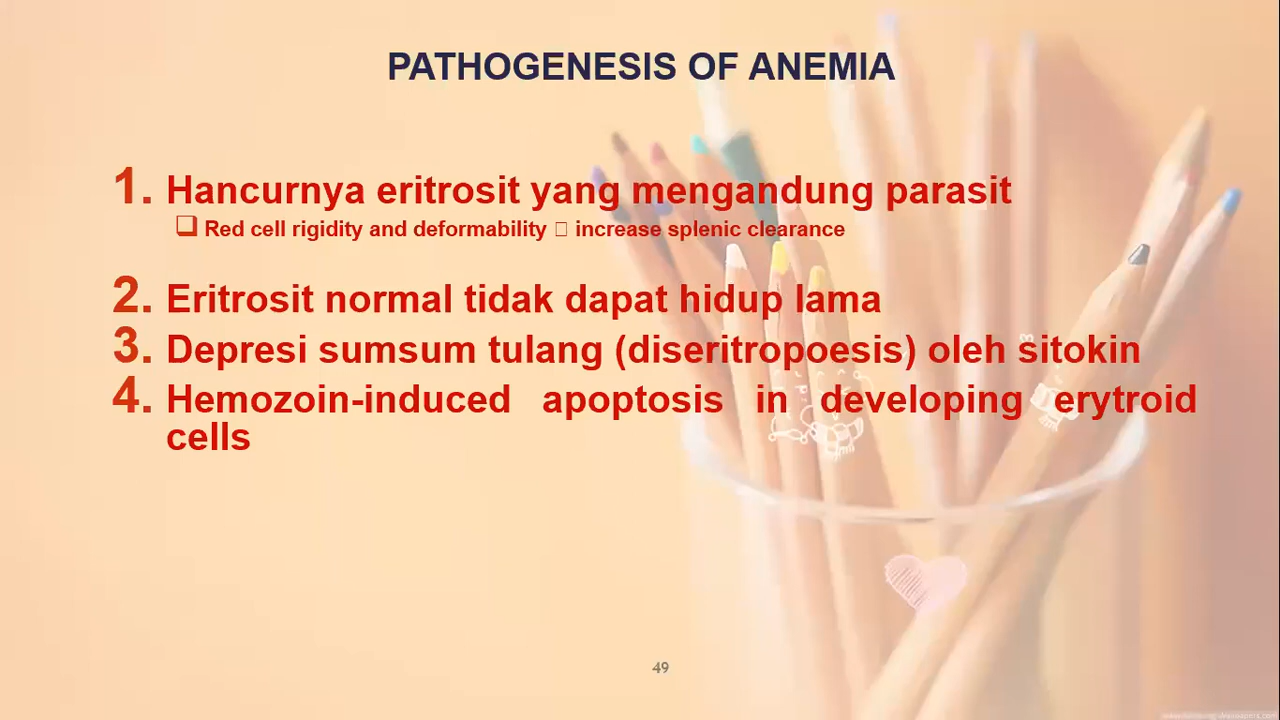 PATHOGENESIS OF ANEMIA
1. Hancurnya eritrosit yang mengandung parasit
❑ Red cell rigidity and deformability □ increase splenic clearance
2. Eritrosit normal tidak dapat hidup lama
3. Depresi sumsum tulang (diseritropoesis) oleh sitokin
4. Hemozoin-induced apoptosis in developing erytroid
cells
49